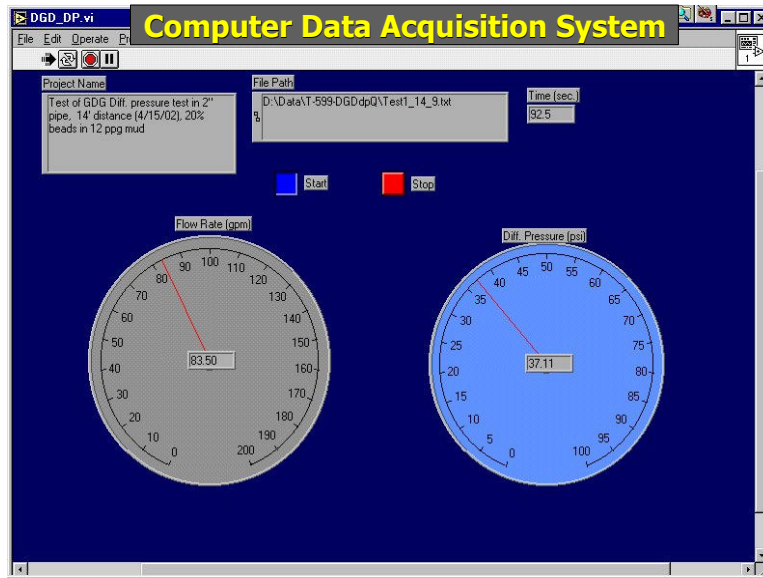 DGD_DP.vi
Computer Data Acquisition System
File Edit Operate
Project Name
Test of GDG Diff. pressure test in 2"
pipe, 14' distance (4/15/02), 20%
beads in 12 ppg mud
File Path
D:\Data\T-599-DGDdpQ\Test1_14_9.txt
Time (sec.)
92.5
1
Start
Stop
Flow Rate (gpm)
0 10 20 30 40 50 60 70 80 90 100 110 120 130 140 150 160 170 180 190 200
83.50
Diff. Pressure (psi)
0 5 10 15 20 25 30 35 40 45 50 55 60 65 70 75 80 85 90 95 100
37.11